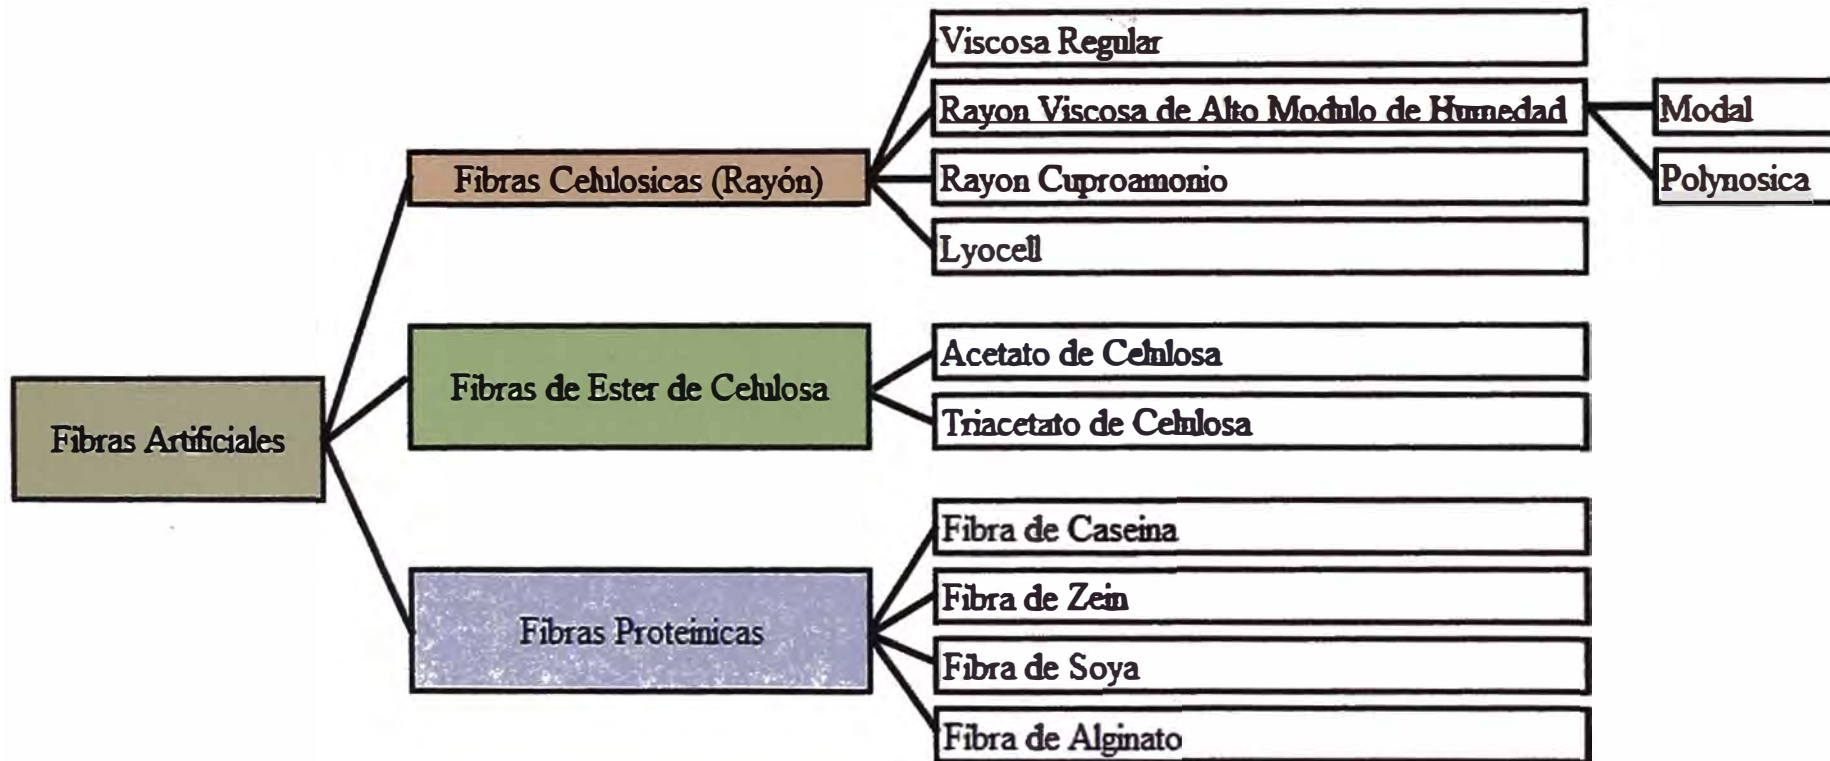 Viscosa Regular
Rayon Viscosa de Alto Modulo de Humedad
Modal
Fibras Celulosicas (Rayón)
Rayon Cuproamonio
Polynosica
Lyocell
Acetato de Celulosa
Fibras de Ester de Celulosa
Triacetato de Celulosa
Fibras Artificiales
Fibra de Caseina
Fibra de Zein
Fibras Proteinicas
Fibra de Soya
Fibra de Alginato